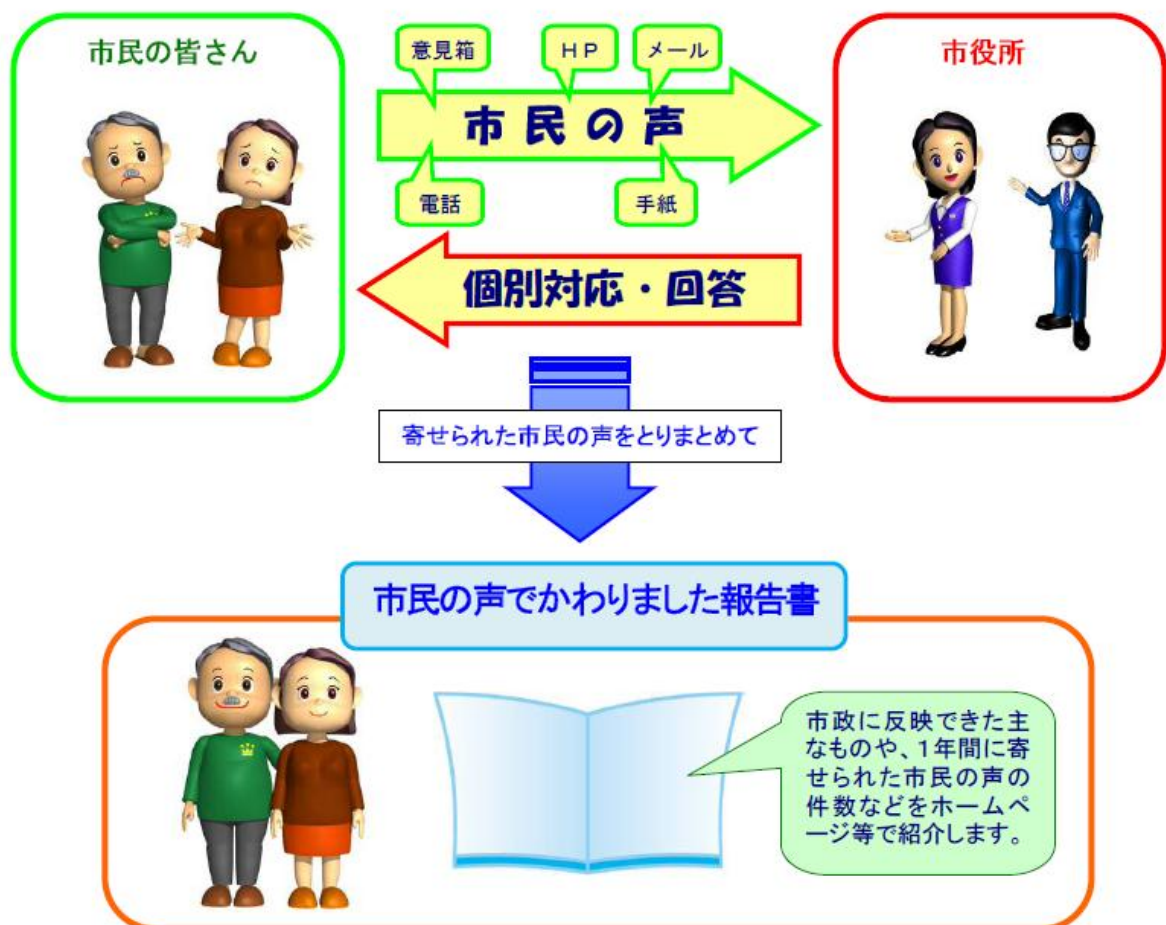 市民の皆さん
意見箱
ＨＰ
メール
市役所
市民の声
電話
手紙
個別対応・回答
寄せられた市民の声をとりまとめて
市民の声でかわりました報告書
市政に反映できた主
なものや、１年間に寄
せられた市民の声の
件数などをホームペ
ージ等で紹介します。